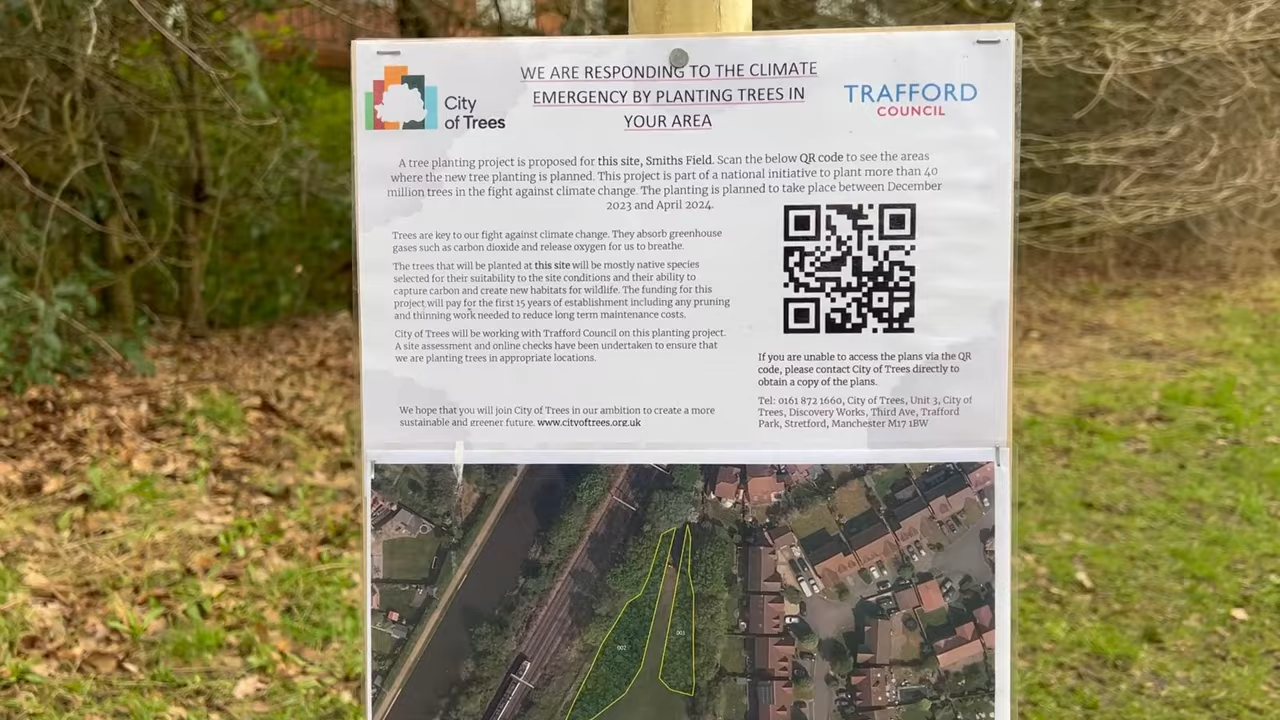 City
of Trees
WE ARE RESPONDING TO THE CLIMATE
EMERGENCY BY PLANTING TREES IN
YOUR AREA
TRAFFORD
COUNCIL
A tree planting project is proposed for this site, Smiths Field. Scan the below QR code to see the areas
where the new tree planting is planned. This project is part of a national initiative to plant more than 40
million trees in the fight against climate change. The planting is planned to take place between December
2023 and April 2024.
Trees are key to our fight against climate change. They absorb greenhouse
gases such as carbon dioxide and release oxygen for us to breathe.
The trees that will be planted at this site will be mostly native species
selected for their suitability to the site conditions and their ability to
capture carbon and create new habitats for wildlife. The funding for this
project will pay for the first 15 years of establishment including any pruning
and thinning work needed to reduce long term maintenance costs.
City of Trees will be working with Trafford Council on this planting project.
A site assessment and online checks have been undertaken to ensure that
we are planting trees in appropriate locations.
We hope that you will join City of Trees in our ambition to create a more
sustainable and greener future. www.cityoftrees.org.uk
If you are unable to access the plans via the QR
code, please contact City of Trees directly to
obtain a copy of the plans.
Tel: 0161 872 1660, City of Trees, Unit 3, City of
Trees, Discovery Works, Third Ave, Trafford
Park, Stretford, Manchester M17 1BW
002